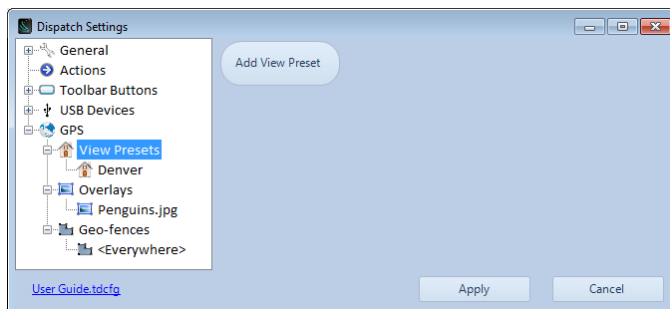 Dispatch Settings
General
Actions
Toolbar Buttons
USB Devices
GPS
View Presets
Denver
Overlays
Penguins.jpg
Geo-fences
<Everywhere>
Add View Preset
User Guide.tdcfg
Apply
Cancel